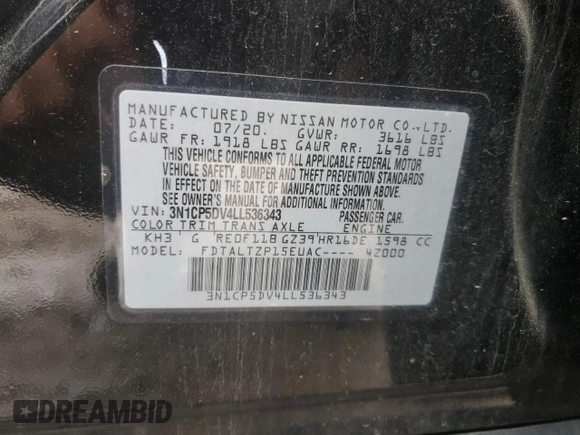 MANUFACTURED BY NISSAN MOTOR CO.,LTD.
DATE: 07/20. GVWR: 3616 LBS
GAWR FR: 1918 LBS GAWR RR: 1698 LBS
THIS VEHICLE CONFORMS TO ALL APPLICABLE FEDERAL MOTOR
VEHICLE SAFETY, BUMPER AND THEFT PREVENTION STANDARDS
IN EFFECT ON THE DATE OF MANUFACTURE SHOWN ABOVE.
SEE OWNER'S MANUAL FOR ADDITIONAL INFORMATION.
VIN: 3N1CP5DV4LL536343 PASSENGER CAR.
COLOR TRIM TRANS AXLE ENGINE
KH3 G RE0F11B GZ39 HR16DE 1598 CC
MODEL: FDTALTZP15EUAC---- 42000
3N1CP5DV4LL536343
DREAMBID